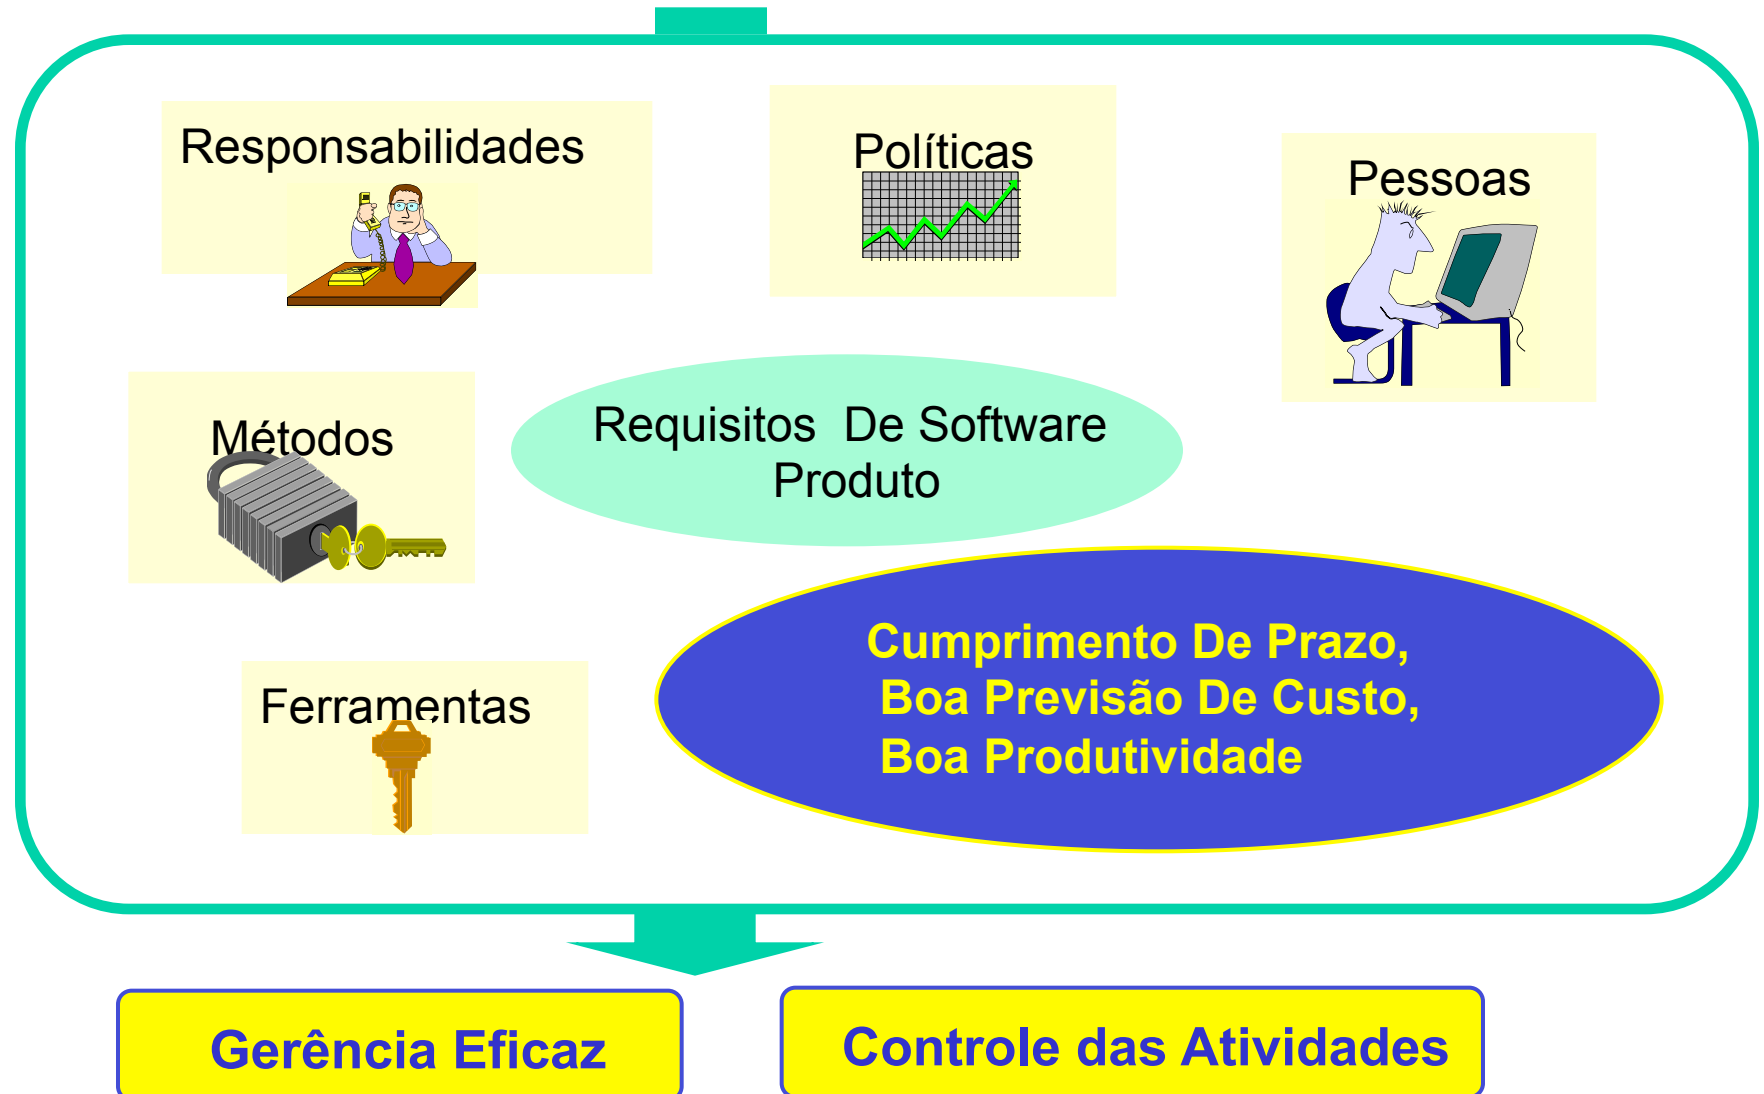 Responsabilidades
Políticas
Pessoas
Métodos
Requisitos De Software
Produto
Cumprimento De Prazo,
Boa Previsão De Custo,
Boa Produtividade
Ferramentas
Gerência Eficaz
Controle das Atividades